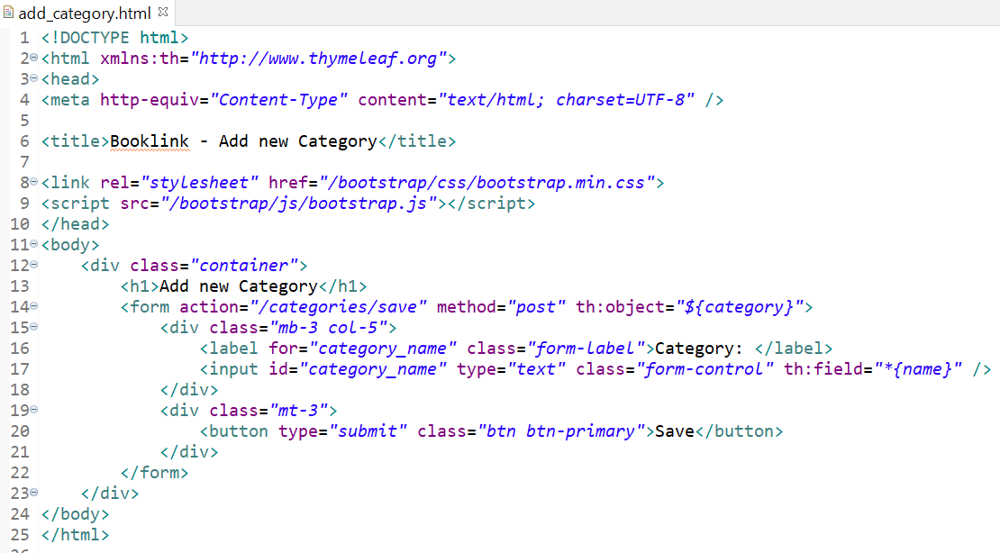 add_category.html
1 <!DOCTYPE html>
2 <html xmlns:th="http://www.thymeleaf.org">
3 <head>
4 <meta http-equiv="Content-Type" content="text/html; charset=UTF-8" />
5
6 <title>Booklink - Add new Category</title>
7
8 <link rel="stylesheet" href="/bootstrap/css/bootstrap.min.css">
9 <script src="/bootstrap/js/bootstrap.js"></script>
10 </head>
11 <body>
12     <div class="container">
13         <h1>Add new Category</h1>
14         <form action="/categories/save" method="post" th:object="${category}">
15             <div class="mb-3 col-5">
16                 <label for="category_name" class="form-label">Category: </label>
17                 <input id="category_name" type="text" class="form-control" th:field="*{name}" />
18             </div>
19             <div class="mt-3">
20                 <button type="submit" class="btn btn-primary">Save</button>
21             </div>
22         </form>
23     </div>
24 </body>
25 </html>